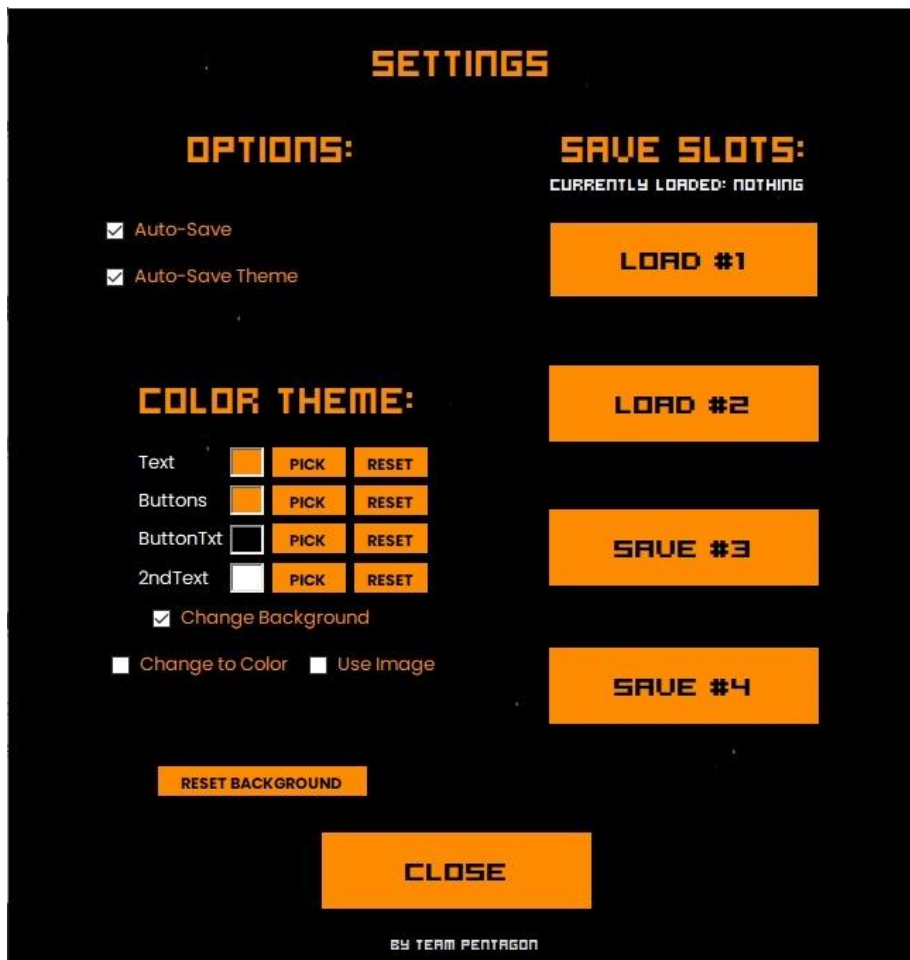 SETTINGS
OPTIONS:
Auto-Save
Auto-Save Theme
COLOR THEME:
Text PICK RESET
Buttons PICK RESET
ButtonTxt PICK RESET
2ndText PICK RESET
Change Background
Change to Color Use Image
RESET BACKGROUND
SAVE SLOTS:
CURRENTLY LOADED: NOTHING
LOAD #1
LOAD #2
SAVE #3
SAVE #4
CLOSE
BY TEAM PENTAGON